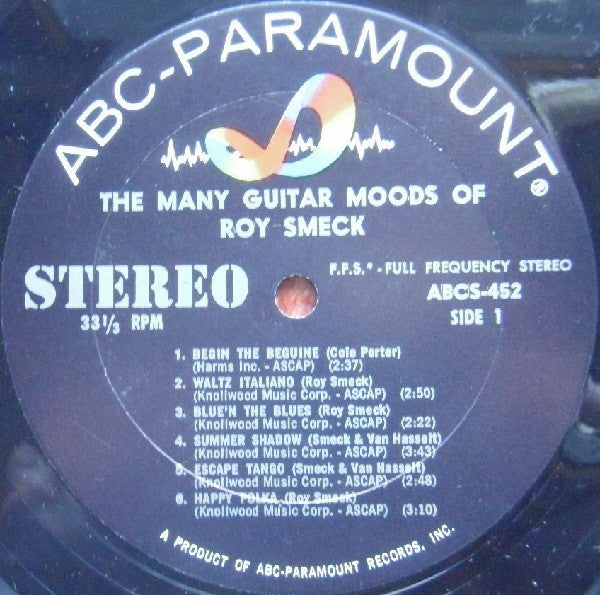 ABC-PARAMOUNT®
THE MANY GUITAR MOODS OF
ROY SMECK
STEREO
33⅓ RPM
F.F.S.® - FULL FREQUENCY STEREO
ABCS-452
SIDE 1
1. BEGIN THE BEGUINE (Cole Porter)
(Harms Inc. - ASCAP) (2:37)
2. WALTZ ITALIANO (Roy Smeck)
(Knollwood Music Corp. - ASCAP) (2:50)
3. BLUE'N THE BLUES (Roy Smeck)
(Knollwood Music Corp. - ASCAP) (2:22)
4. SUMMER SHADOW (Smeck & Van Hasselt)
(Knollwood Music Corp. - ASCAP) (3:43)
5. ESCAPE TANGO (Smeck & Van Hasselt)
(Knollwood Music Corp. - ASCAP) (2:48)
6. HAPPY POLKA (Roy Smeck)
(Knollwood Music Corp. - ASCAP) (3:10)
A PRODUCT OF ABC-PARAMOUNT RECORDS, INC.